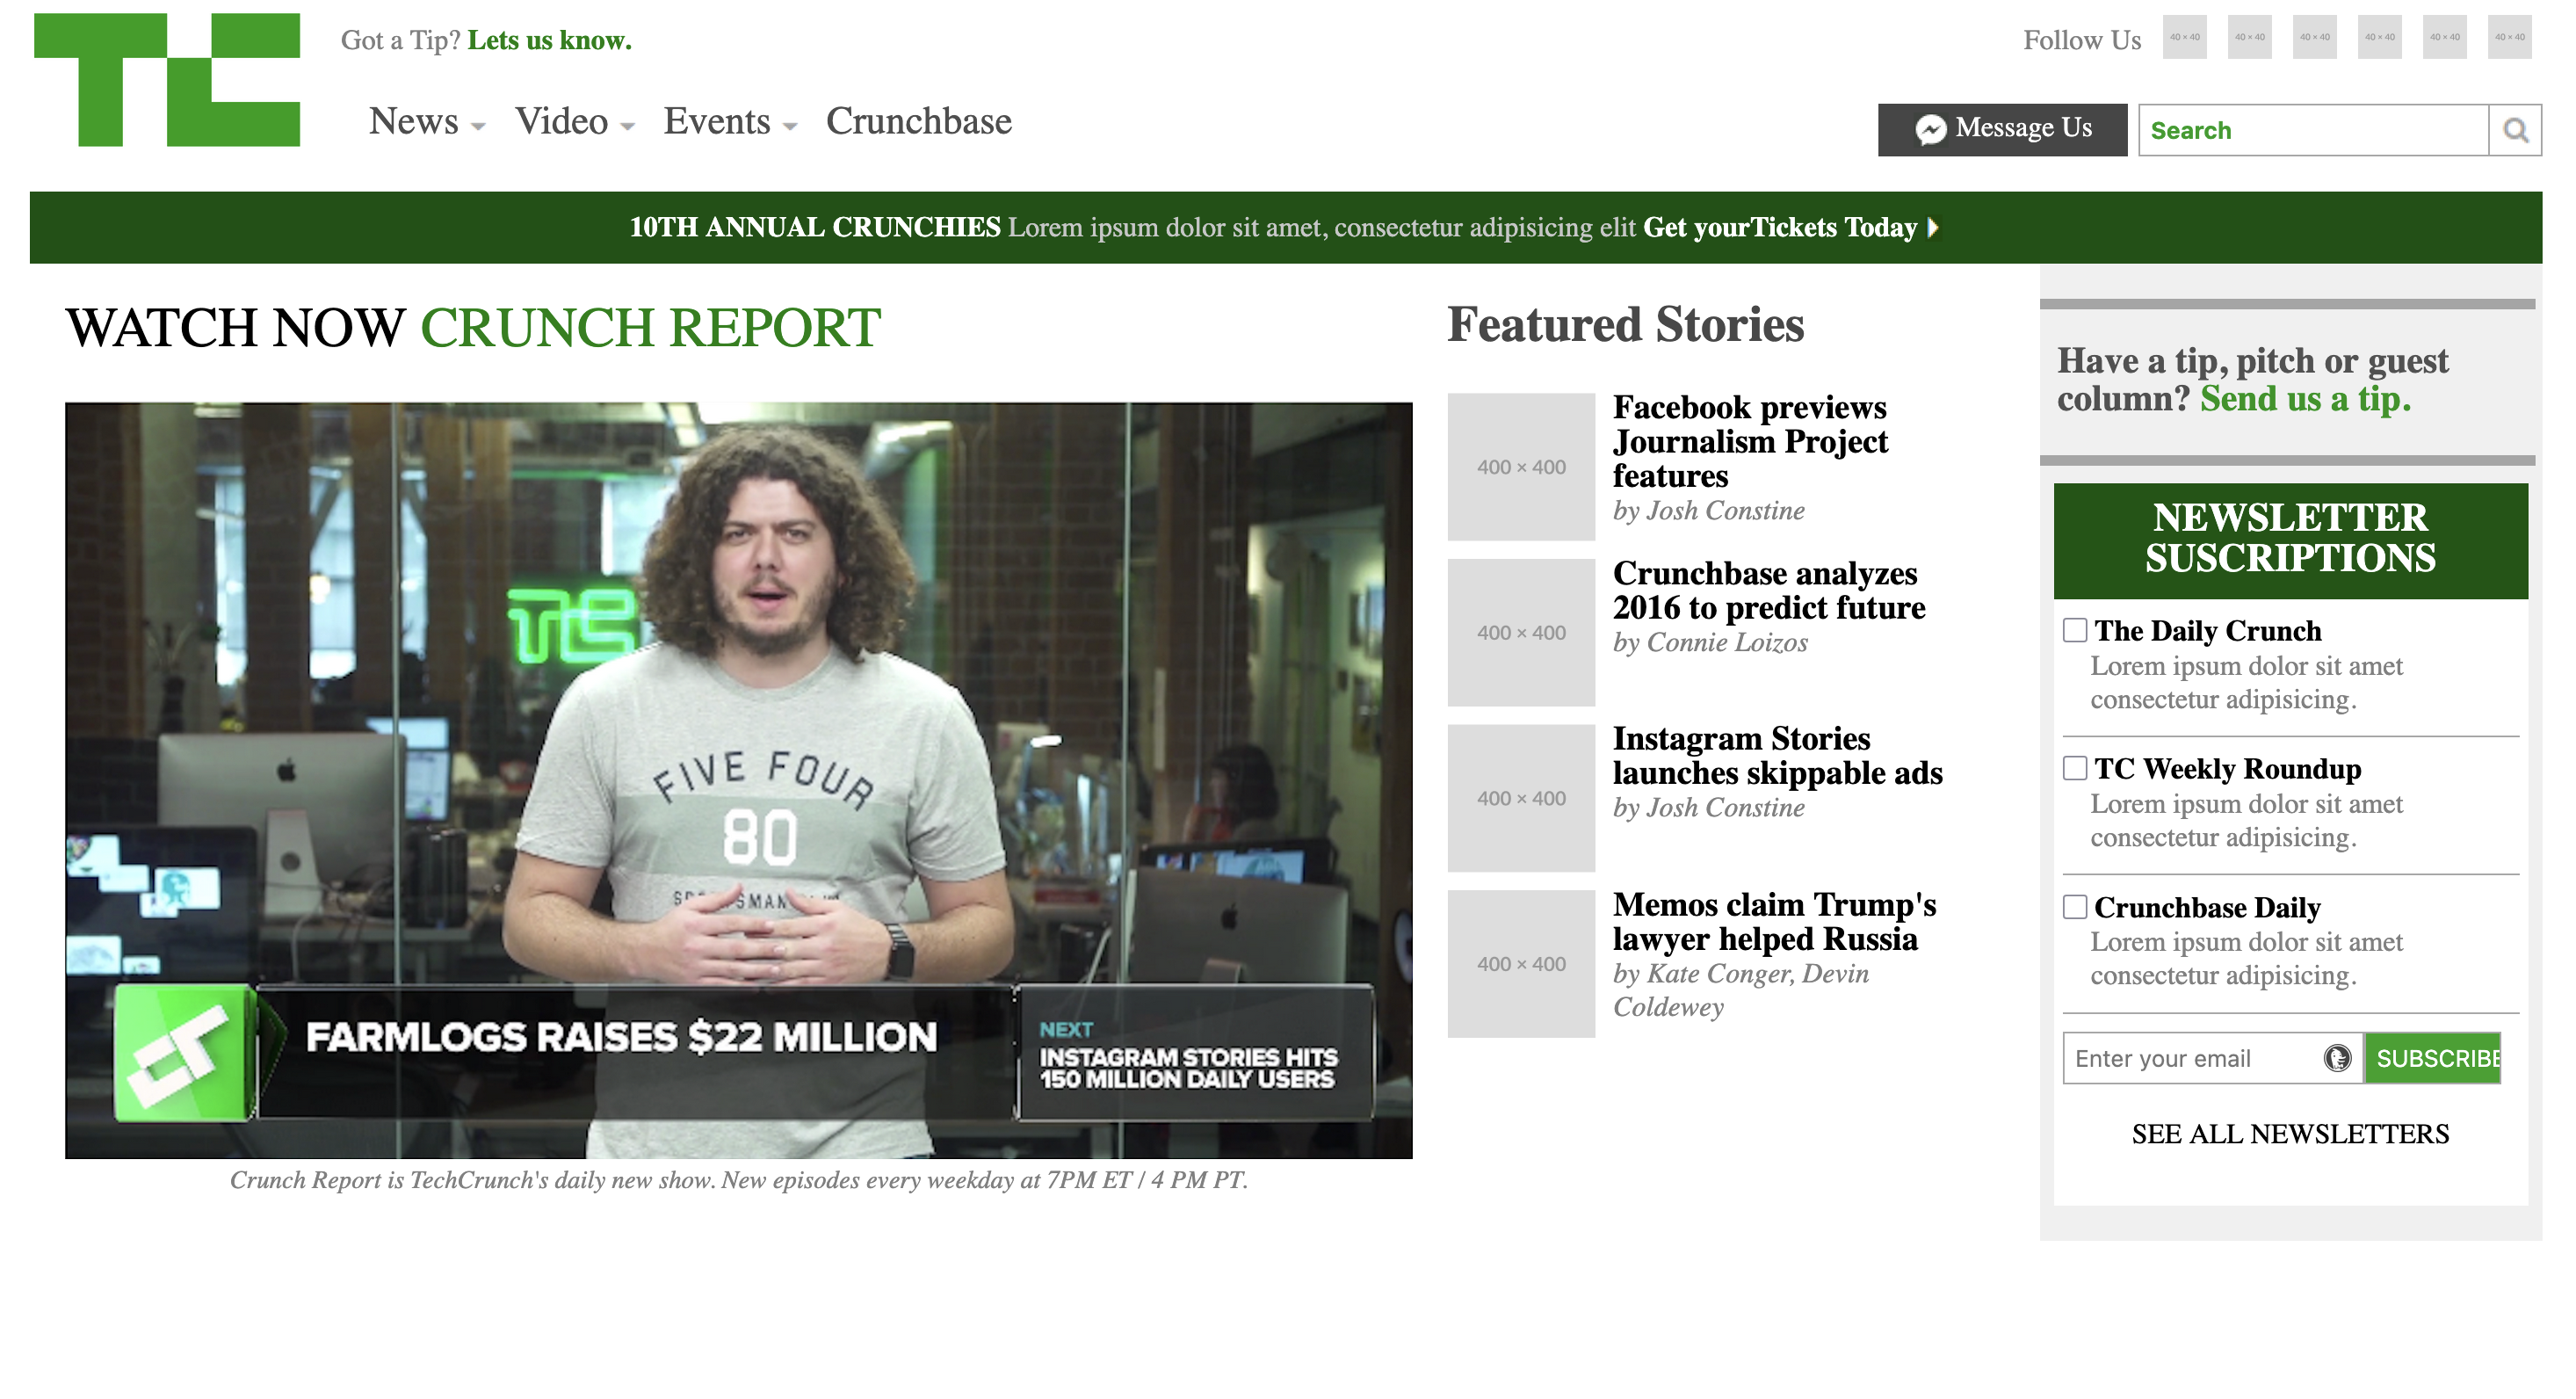 TC
Got a Tip? Lets us know.
Follow Us
40 × 40
40 × 40
40 × 40
40 × 40
40 × 40
40 × 40
News
Video
Events
Crunchbase
Message Us
Search
10TH ANNUAL CRUNCHIES Lorem ipsum dolor sit amet, consectetur adipisicing elit Get yourTickets Today
WATCH NOW CRUNCH REPORT
TC
FIVE FOUR
80
FARMLOGS RAISES $22 MILLION
NEXT
INSTAGRAM STORIES HITS
150 MILLION DAILY USERS
Crunch Report is TechCrunch's daily new show. New episodes every weekday at 7PM ET / 4 PM PT.
Featured Stories
400 × 400
Facebook previews
Journalism Project
features
by Josh Constine
400 × 400
Crunchbase analyzes
2016 to predict future
by Connie Loizos
400 × 400
Instagram Stories
launches skippable ads
by Josh Constine
400 × 400
Memos claim Trump's
lawyer helped Russia
by Kate Conger, Devin
Coldewey
Have a tip, pitch or guest
column? Send us a tip.
NEWSLETTER
SUSCRIPTIONS
The Daily Crunch
Lorem ipsum dolor sit amet
consectetur adipisicing.
TC Weekly Roundup
Lorem ipsum dolor sit amet
consectetur adipisicing.
Crunchbase Daily
Lorem ipsum dolor sit amet
consectetur adipisicing.
Enter your email
SUBSCRIBE
SEE ALL NEWSLETTERS